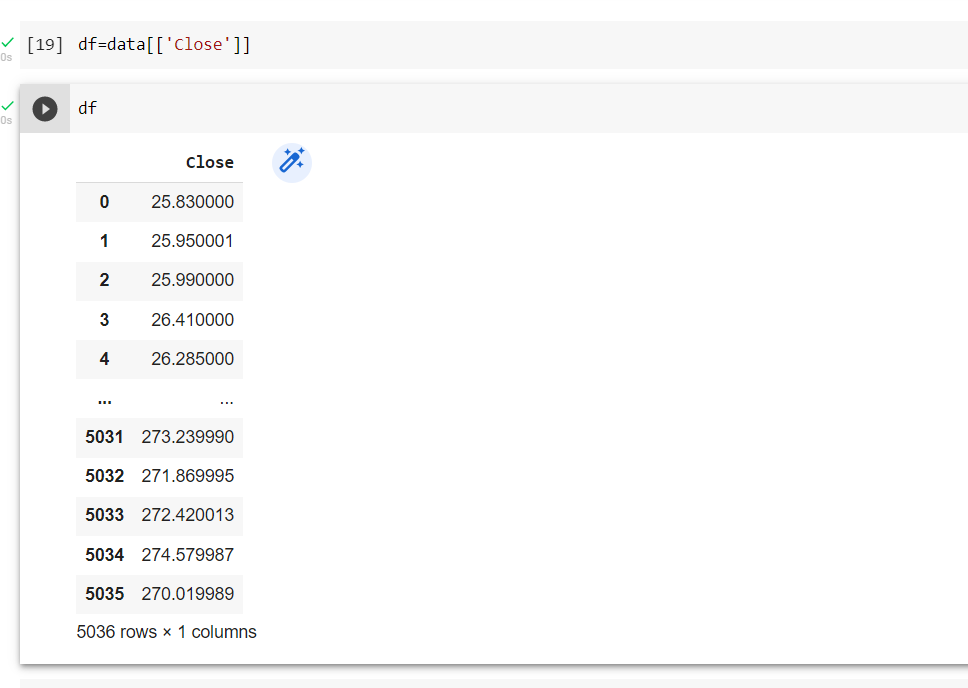 [19] df=data[['Close']]
0s
df
0s
Close
0 25.830000
1 25.950001
2 25.990000
3 26.410000
4 26.285000
... ...
5031 273.239990
5032 271.869995
5033 272.420013
5034 274.579987
5035 270.019989
5036 rows × 1 columns